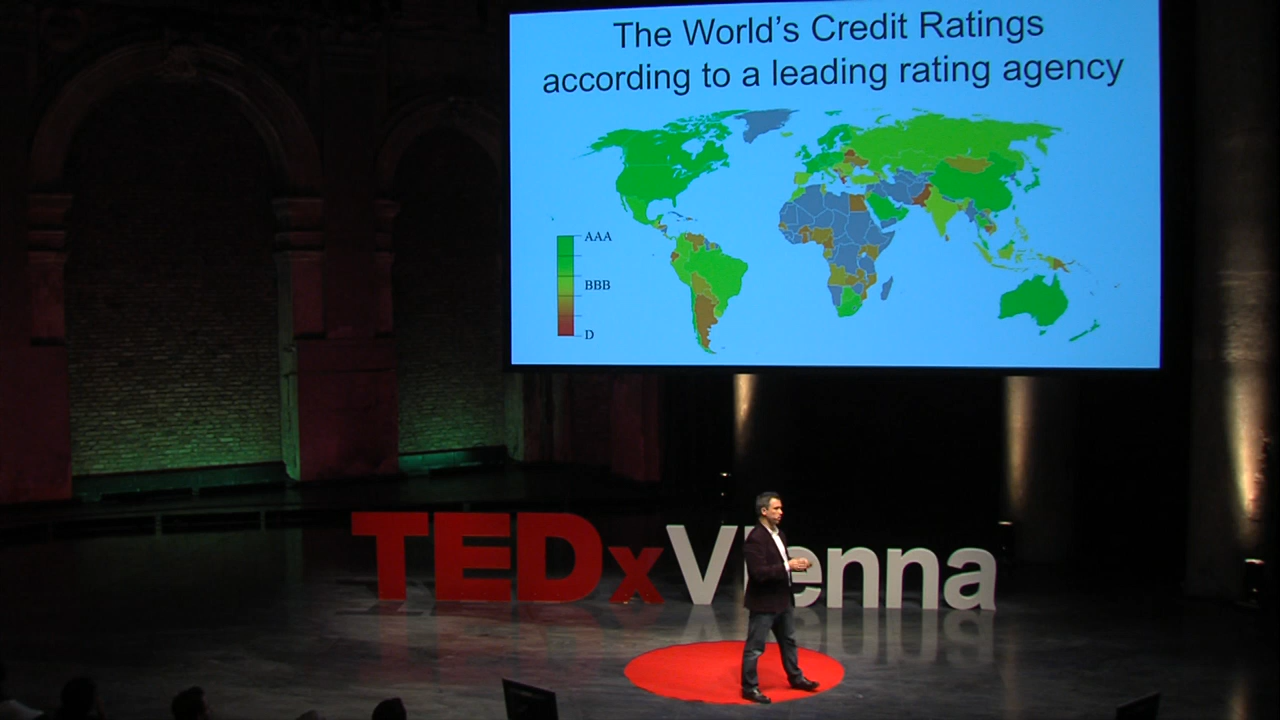 The World's Credit Ratings
according to a leading rating agency
AAA
BBB
D
TEDxVienna